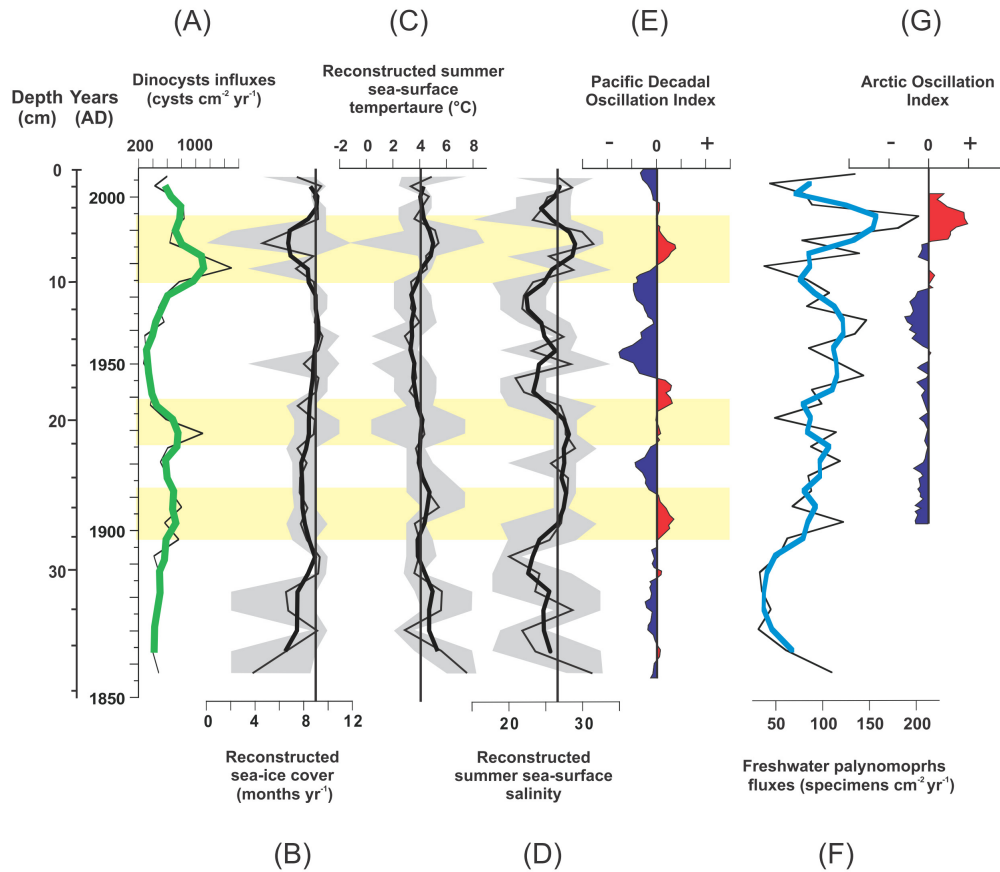 (A)
(C)
(E)
(G)
Dinocysts influxes
(cysts cm-2 yr-1)
Reconstructed summer
sea-surface
tempertaure (°C)
Pacific Decadal
Oscillation Index
Arctic Oscillation
Index
Depth
(cm)
Years
(AD)
200 1000
-2 0 2 4 6 8
- 0 +
- 0 +
0
10
20
30
2000
1950
1900
1850
0 4 8 12
20 30
50 100 150 200
Reconstructed
sea-ice cover
(months yr-1)
Reconstructed
summer sea-surface
salinity
Freshwater palynomoprhs
fluxes (specimens cm-2 yr-1)
(B)
(D)
(F)